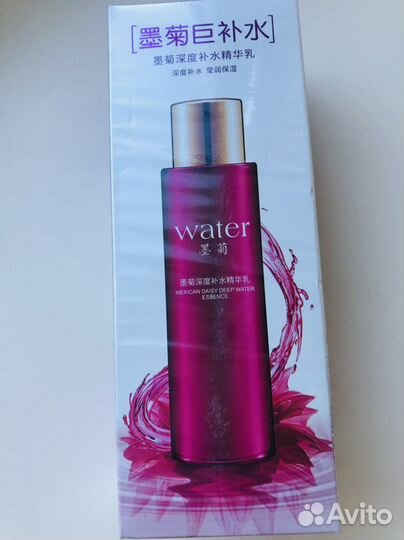 [墨菊巨补水]
墨菊深度补水精华乳
深度补水 莹润保湿
water
墨菊
墨菊深度补水精华乳
MEXICAN DAISY DEEP WATER
ESSENCE
Avito